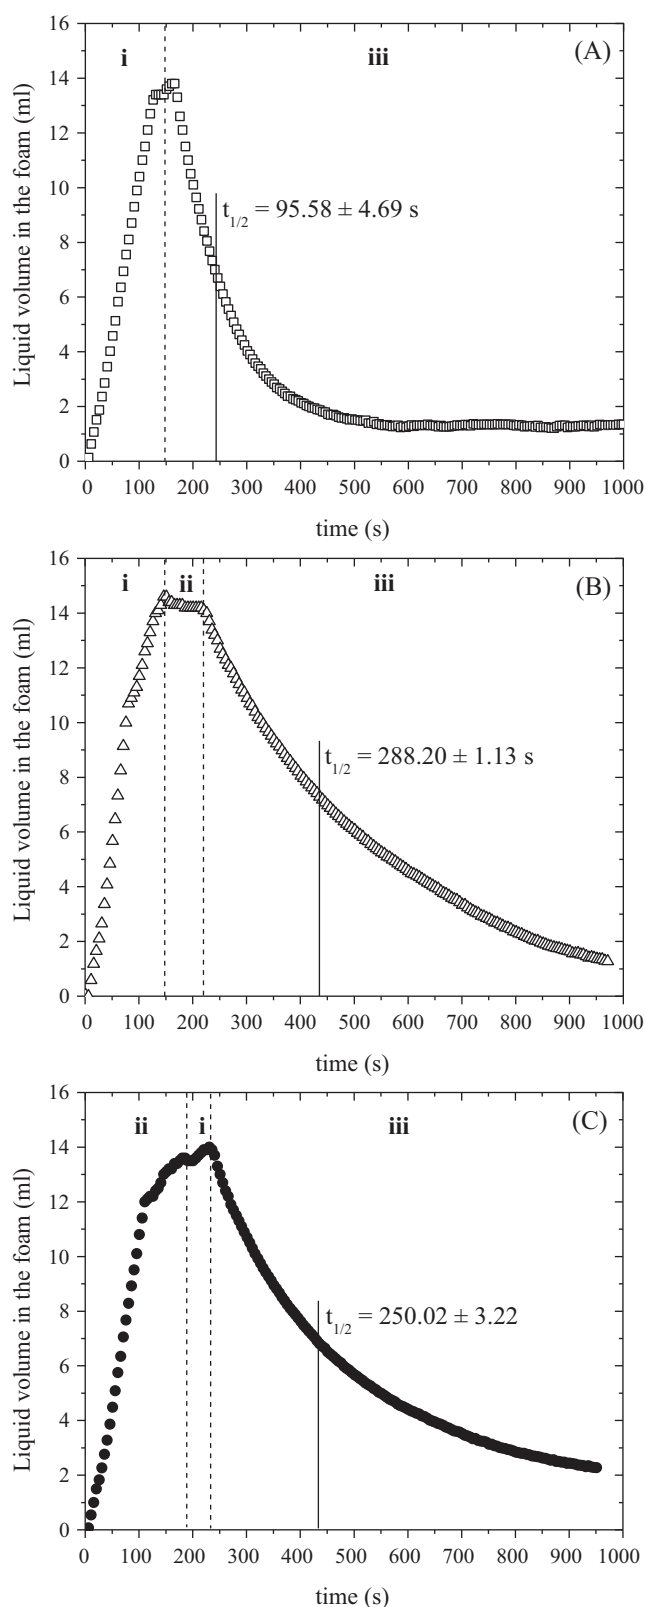 16
14
12
10
8
6
4
2
0
Liquid volume in the foam (ml)
i
iii
(A)
t1/2 = 95.58 ± 4.69 s
0 100 200 300 400 500 600 700 800 900 1000
time (s)
16
14
12
10
8
6
4
2
0
Liquid volume in the foam (ml)
i
ii
iii
(B)
t1/2 = 288.20 ± 1.13 s
0 100 200 300 400 500 600 700 800 900 1000
time (s)
16
14
12
10
8
6
4
2
0
Liquid volume in the foam (ml)
ii
i
iii
(C)
t1/2 = 250.02 ± 3.22
0 100 200 300 400 500 600 700 800 900 1000
time (s)